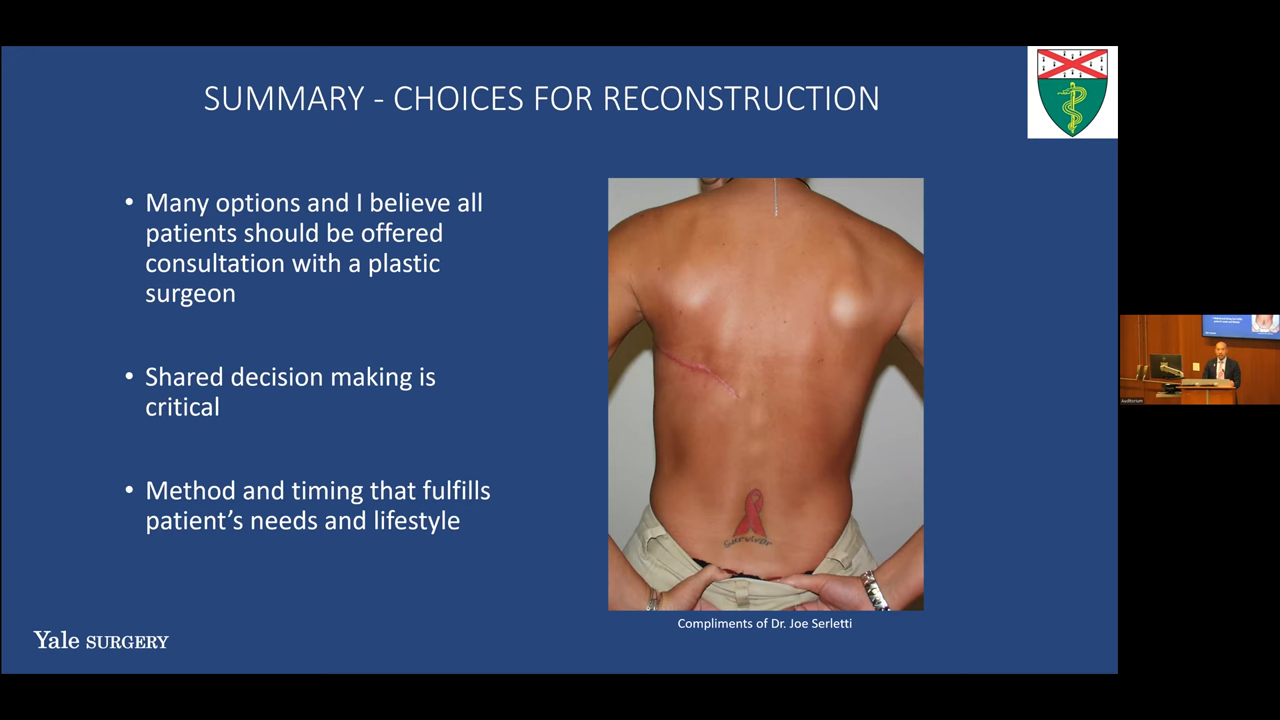 SUMMARY - CHOICES FOR RECONSTRUCTION
• Many options and I believe all
patients should be offered
consultation with a plastic
surgeon
• Shared decision making is
critical
• Method and timing that fulfills
patient's needs and lifestyle
survivor
Compliments of Dr. Joe Serletti
Yale SURGERY
Auditorium